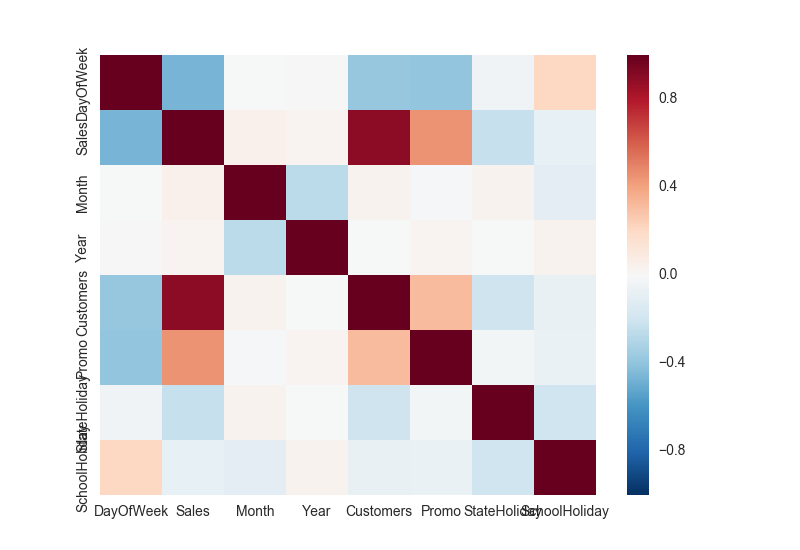 DayOfWeek
Sales
Month
Year
Customers
Promo
StateHoliday
SchoolHoliday
DayOfWeek Sales Month Year Customers Promo StateHoliday SchoolHoliday
0.8
0.4
0.0
−0.4
−0.8